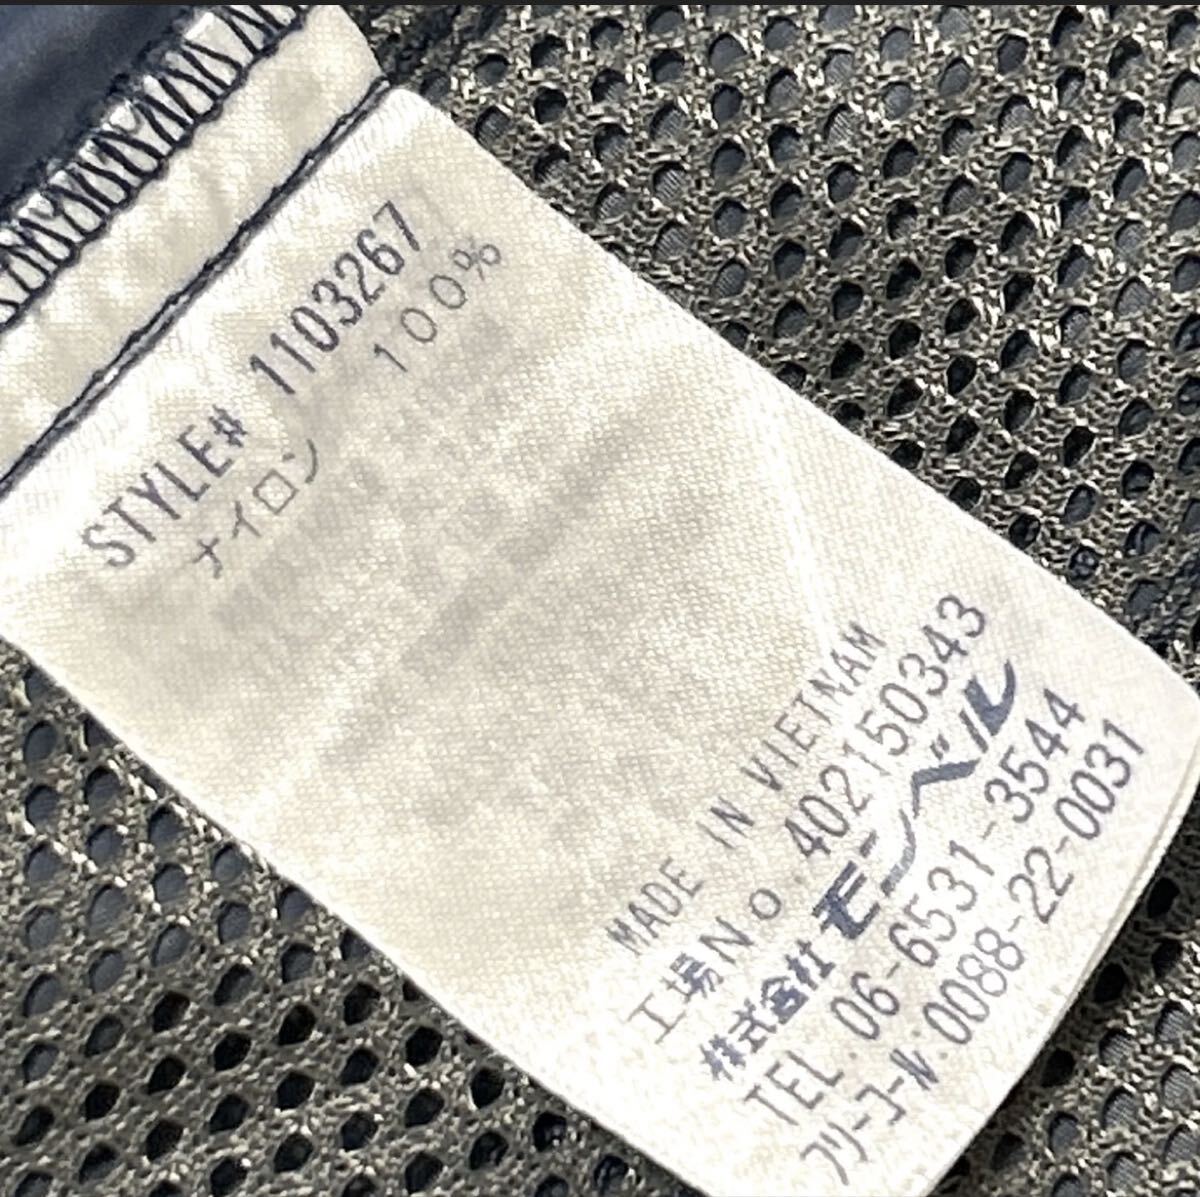 STYLE# 1103267
ナイロン 100%
MADE IN VIETNAM
工場No.402150343
株式会社モンベル
TEL.06-6531-3544
フリーコール:0088-22-0031